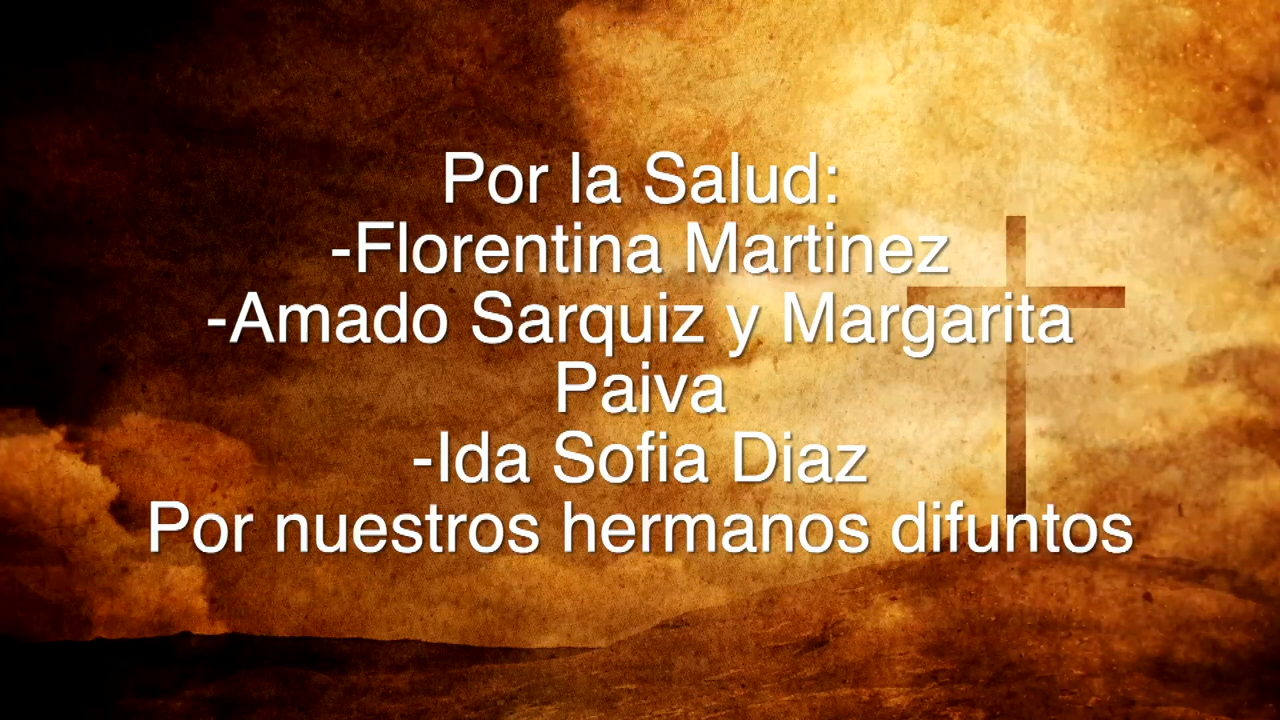 Por la Salud:
-Florentina Martinez
-Amado Sarquiz y Margarita
Paiva
-Ida Sofia Diaz
Por nuestros hermanos difuntos